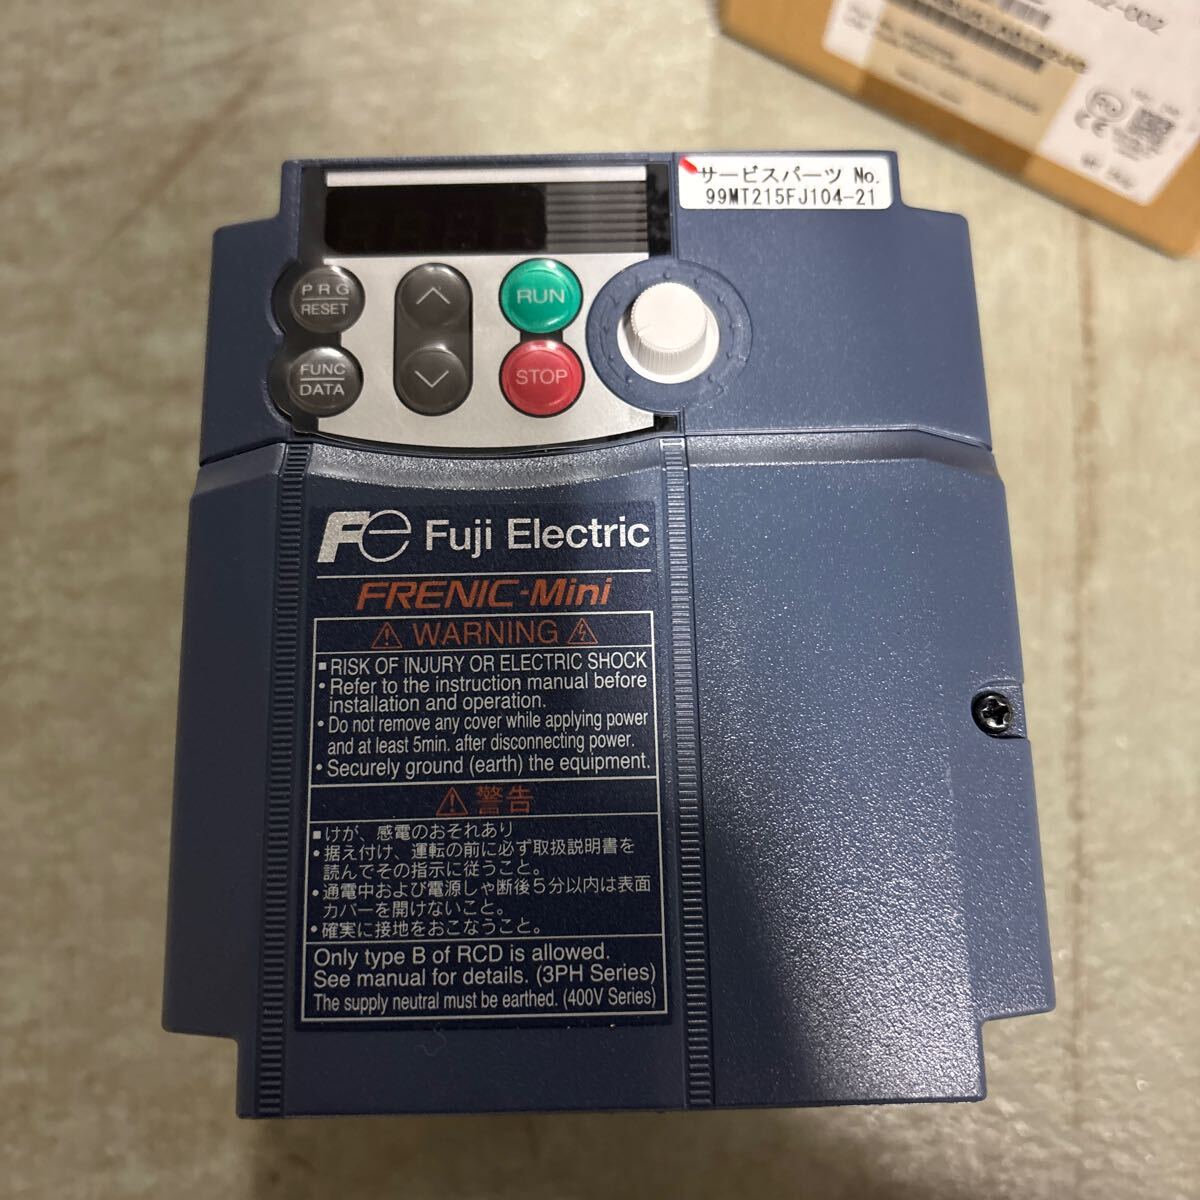 サービスパーツ No.
99MT215FJ104-21
PRG
RESET
RUN
FUNC
DATA
STOP
Fe Fuji Electric
FRENIC-Mini
WARNING
RISK OF INJURY OR ELECTRIC SHOCK
・Refer to the instruction manual before
installation and operation.
・Do not remove any cover while applying power
and at least 5min. after disconnecting power.
・Securely ground (earth) the equipment.
警告
■けが、感電のおそれあり
・据え付け、運転の前に必ず取扱説明書を
読んでその指示に従うこと。
・通電中および電源しゃ断後5分以内は表面
カバーを開けないこと。
・確実に接地をおこなうこと。
Only type B of RCD is allowed.
See manual for details. (3PH Series)
The supply neutral must be earthed. (400V Series)